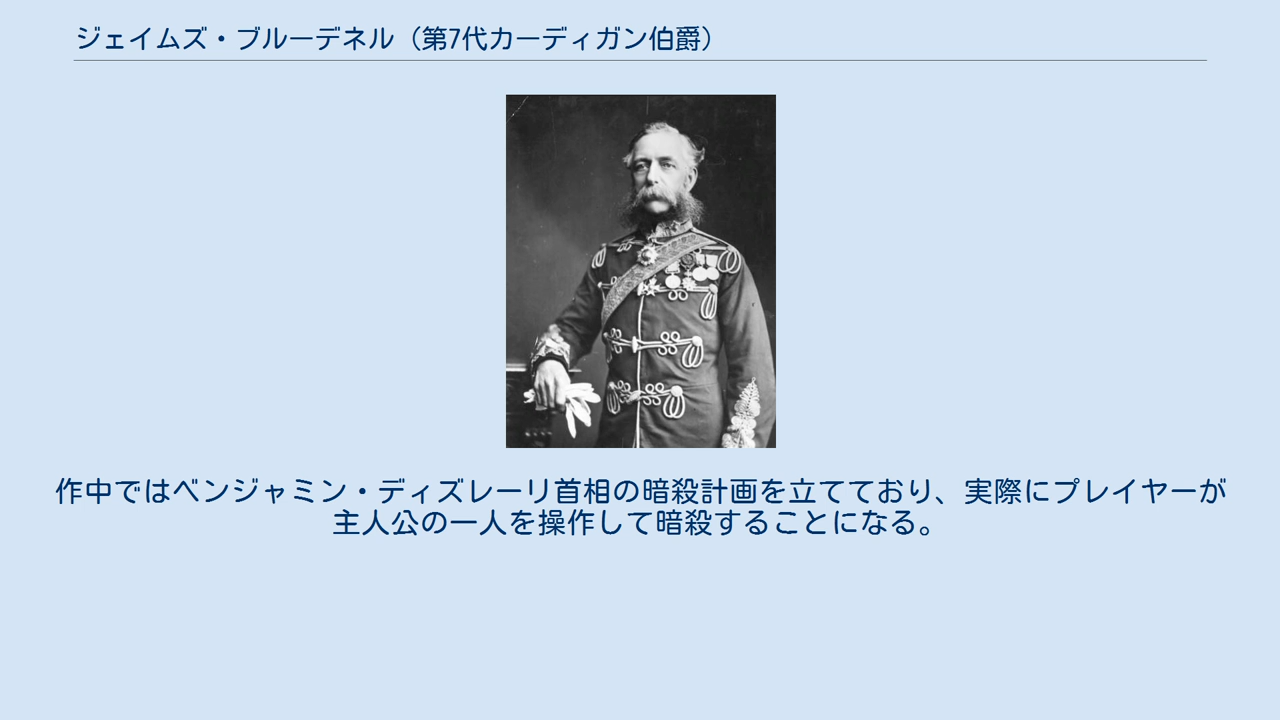 ジェイムズ・ブルーデネル（第7代カーディガン伯爵）
作中ではベンジャミン・ディズレーリ首相の暗殺計画を立てており、実際にプレイヤーが
主人公の一人を操作して暗殺することになる。